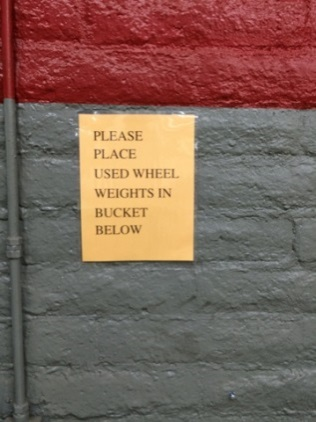 PLEASE
PLACE
USED WHEEL
WEIGHTS IN
BUCKET
BELOW